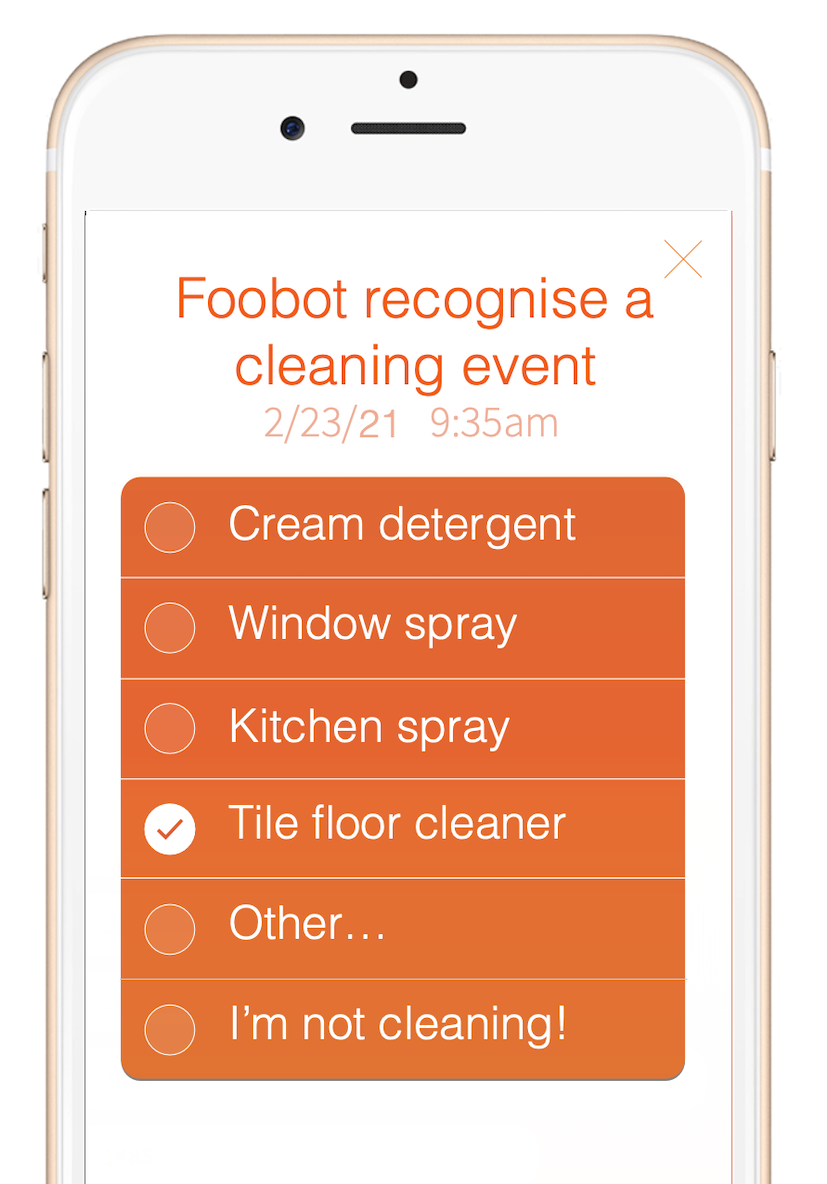 Foobot recognise a
cleaning event
2/23/21 9:35am
Cream detergent
Window spray
Kitchen spray
Tile floor cleaner
Other…
I’m not cleaning!